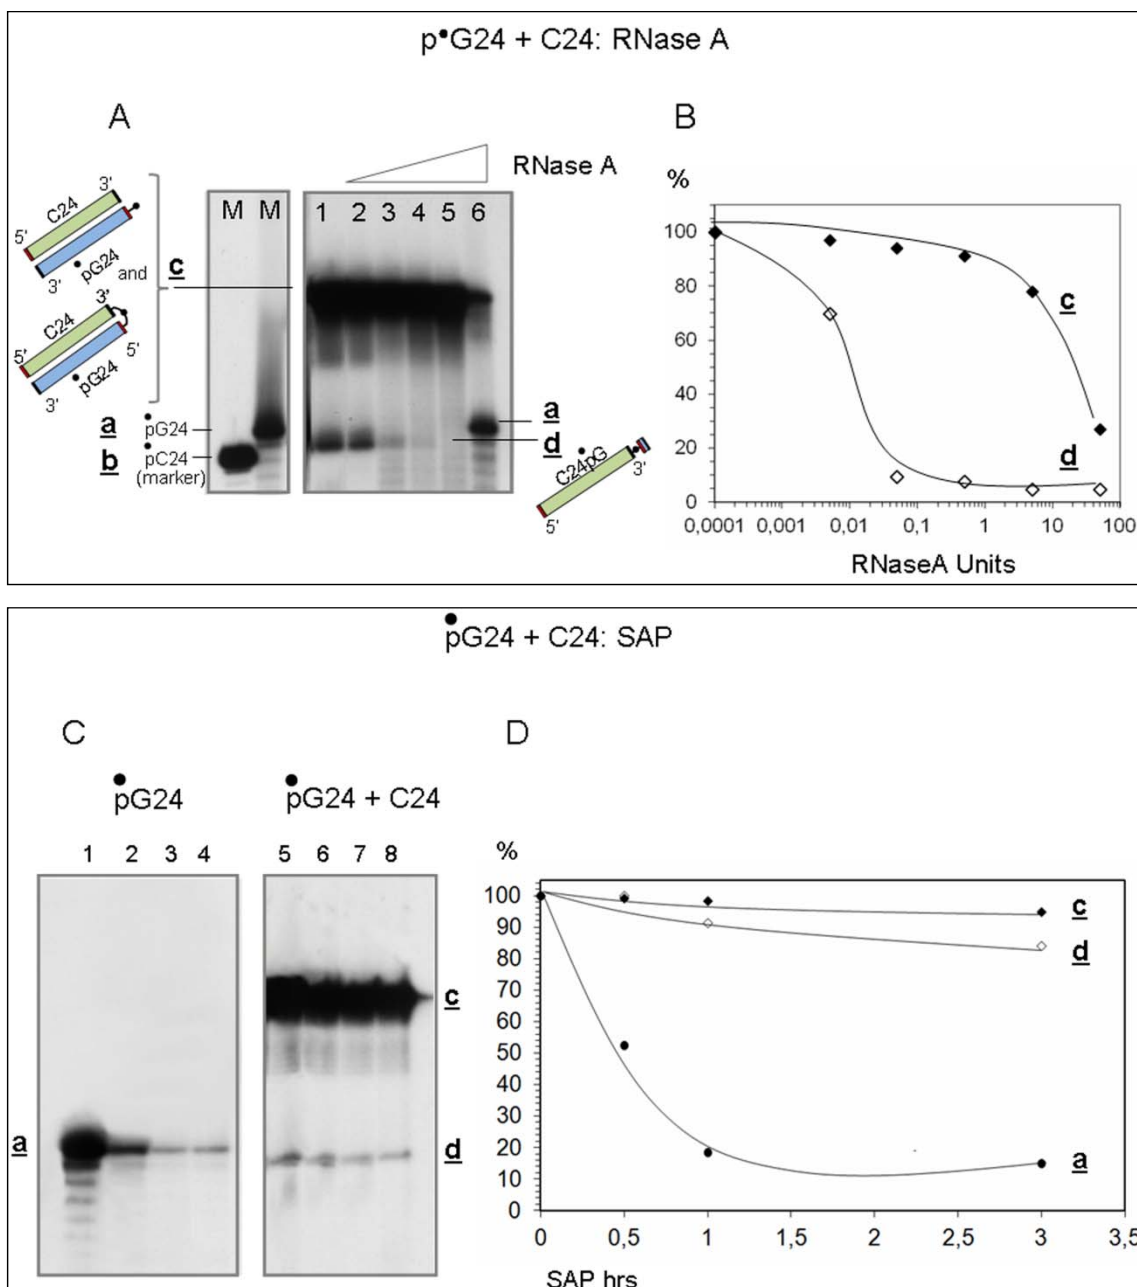 p•G24 + C24: RNase A
A
B
RNase A
%
M M
1 2 3 4 5 6
3'
C24
5'
•pG24
3'
and
c
3'
C24
5'
5'
•pG24
3'
a
•pG24
b
•pC24
(marker)
a
d
C24pG
3'
5'
100
80
60
40
20
0
c
d
0,0001 0,001 0,01 0,1 1 10 100
RNaseA Units
•pG24 + C24: SAP
C
D
•pG24
•pG24 + C24
1 2 3 4
5 6 7 8
a
c
d
%
100
90
80
70
60
50
40
30
20
10
0
c
d
a
0 0,5 1 1,5 2 2,5 3 3,5
SAP hrs